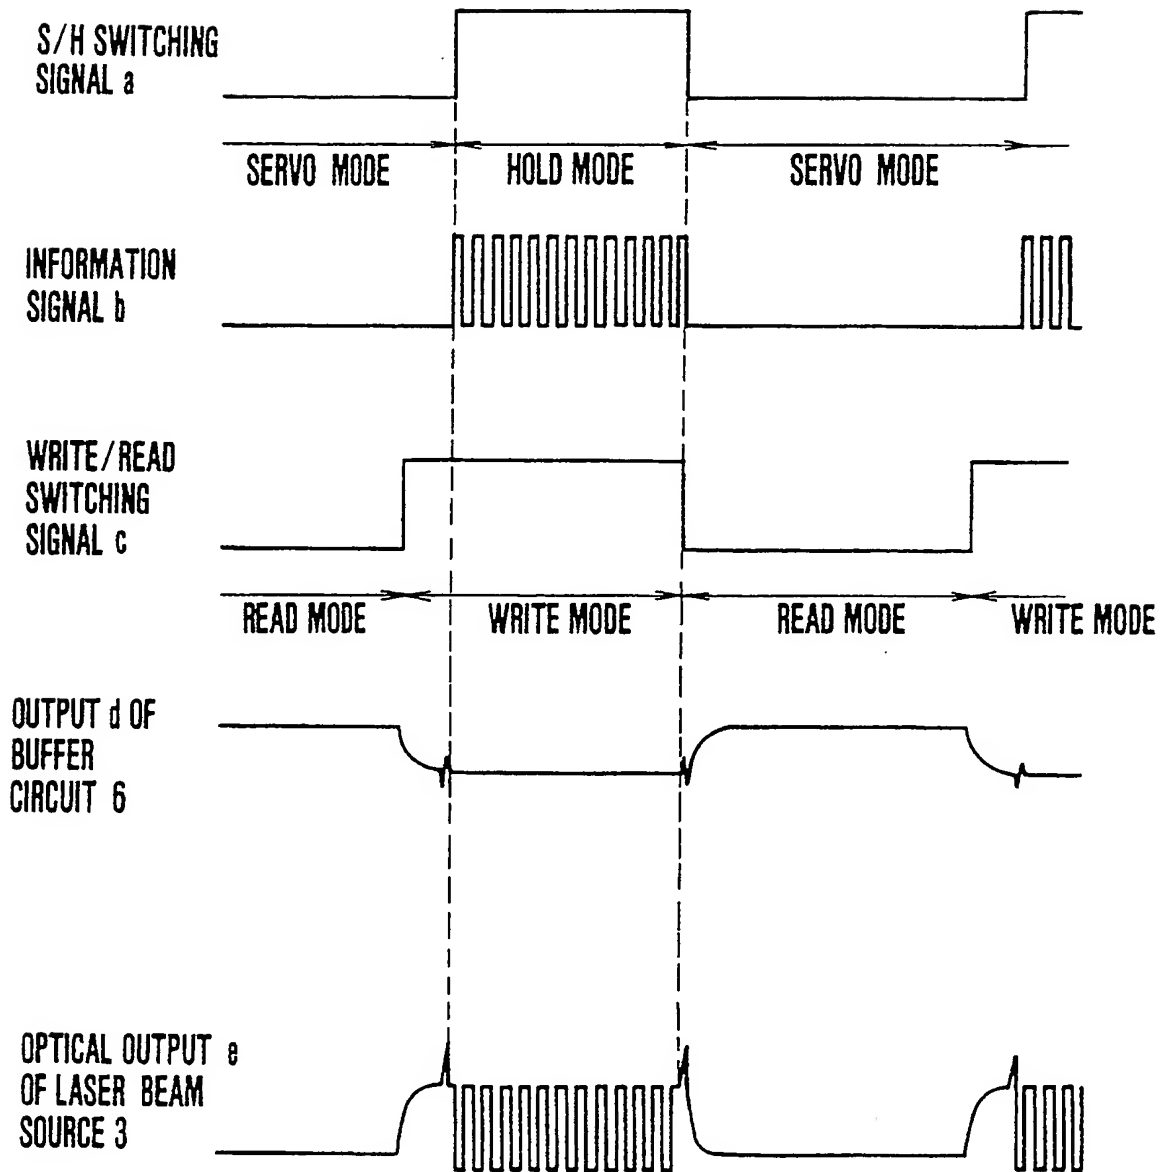 S/H SWITCHING
SIGNAL a
SERVO MODE HOLD MODE SERVO MODE
INFORMATION
SIGNAL b
WRITE/READ
SWITCHING
SIGNAL c
READ MODE WRITE MODE READ MODE WRITE MODE
OUTPUT d OF
BUFFER
CIRCUIT 6
OPTICAL OUTPUT e
OF LASER BEAM
SOURCE 3